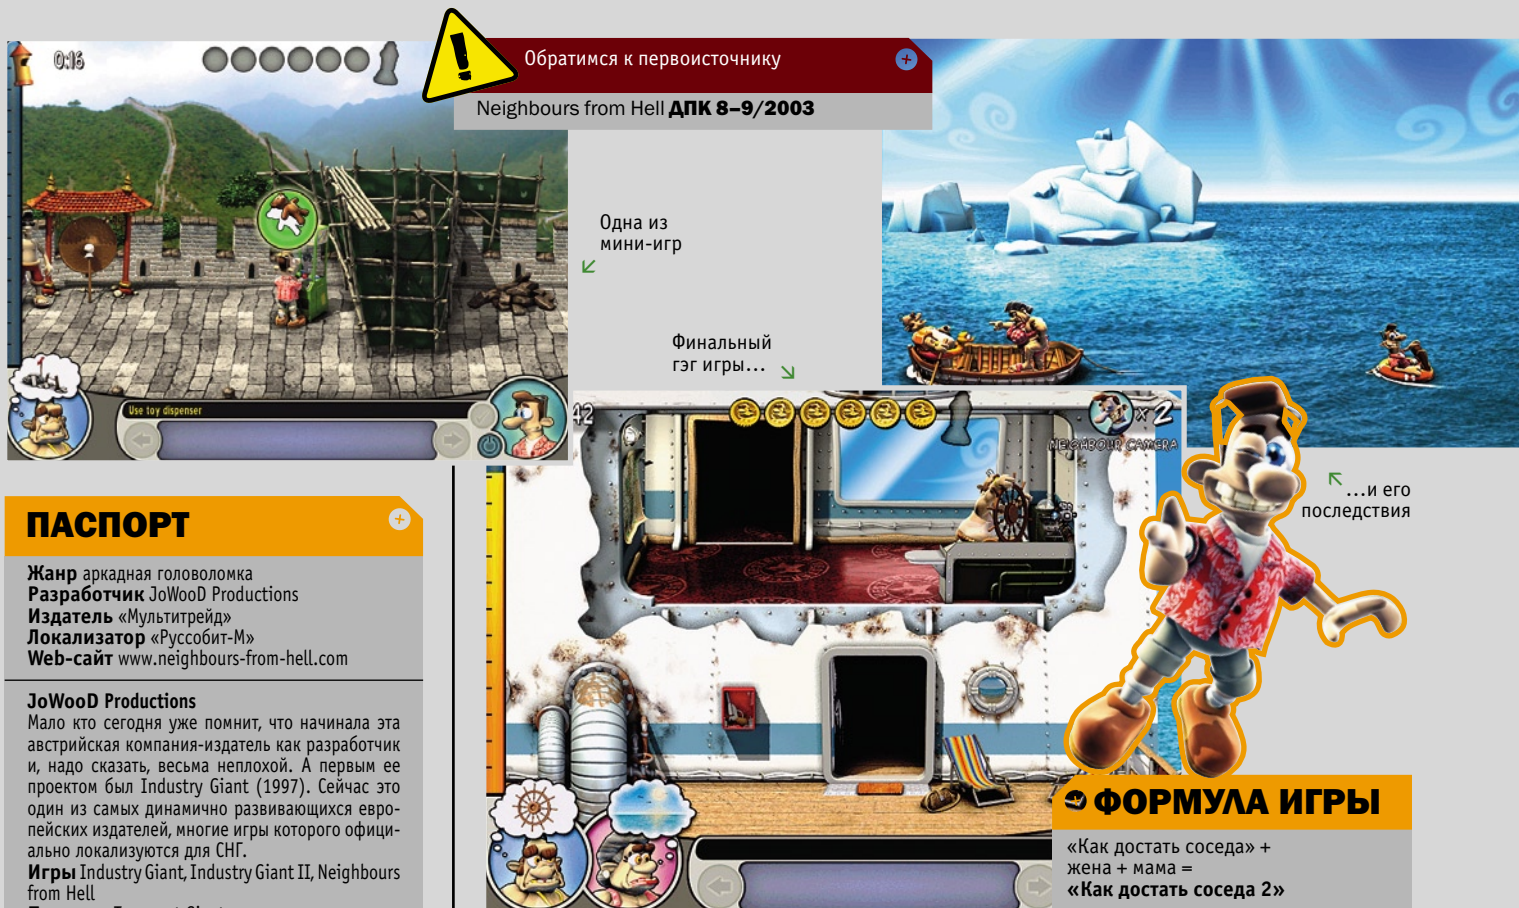 0:16
Обратимся к первоисточнику
Neighbours from Hell ДПК 8–9/2003
Одна из
мини-игр
Финальный
гэг игры...
Use toy dispenser
42
x 2
NEIGHBOUR CAMERA
...и его
последствия
ПАСПОРТ
Жанр аркадная головоломка
Разработчик JoWooD Productions
Издатель «Мультитрейд»
Локализатор «Руссобит-М»
Web-сайт www.neighbours-from-hell.com
JoWooD Productions
Мало кто сегодня уже помнит, что начинала эта
австрийская компания-издатель как разработчик
и, надо сказать, весьма неплохой. А первым ее
проектом был Industry Giant (1997). Сейчас это
один из самых динамично развивающихся евро-
пейских издателей, многие игры которого офици-
ально локализуются для СНГ.
Игры Industry Giant, Industry Giant II, Neighbours
from Hell
ФОРМУЛА ИГРЫ
«Как достать соседа» +
жена + мама =
«Как достать соседа 2»